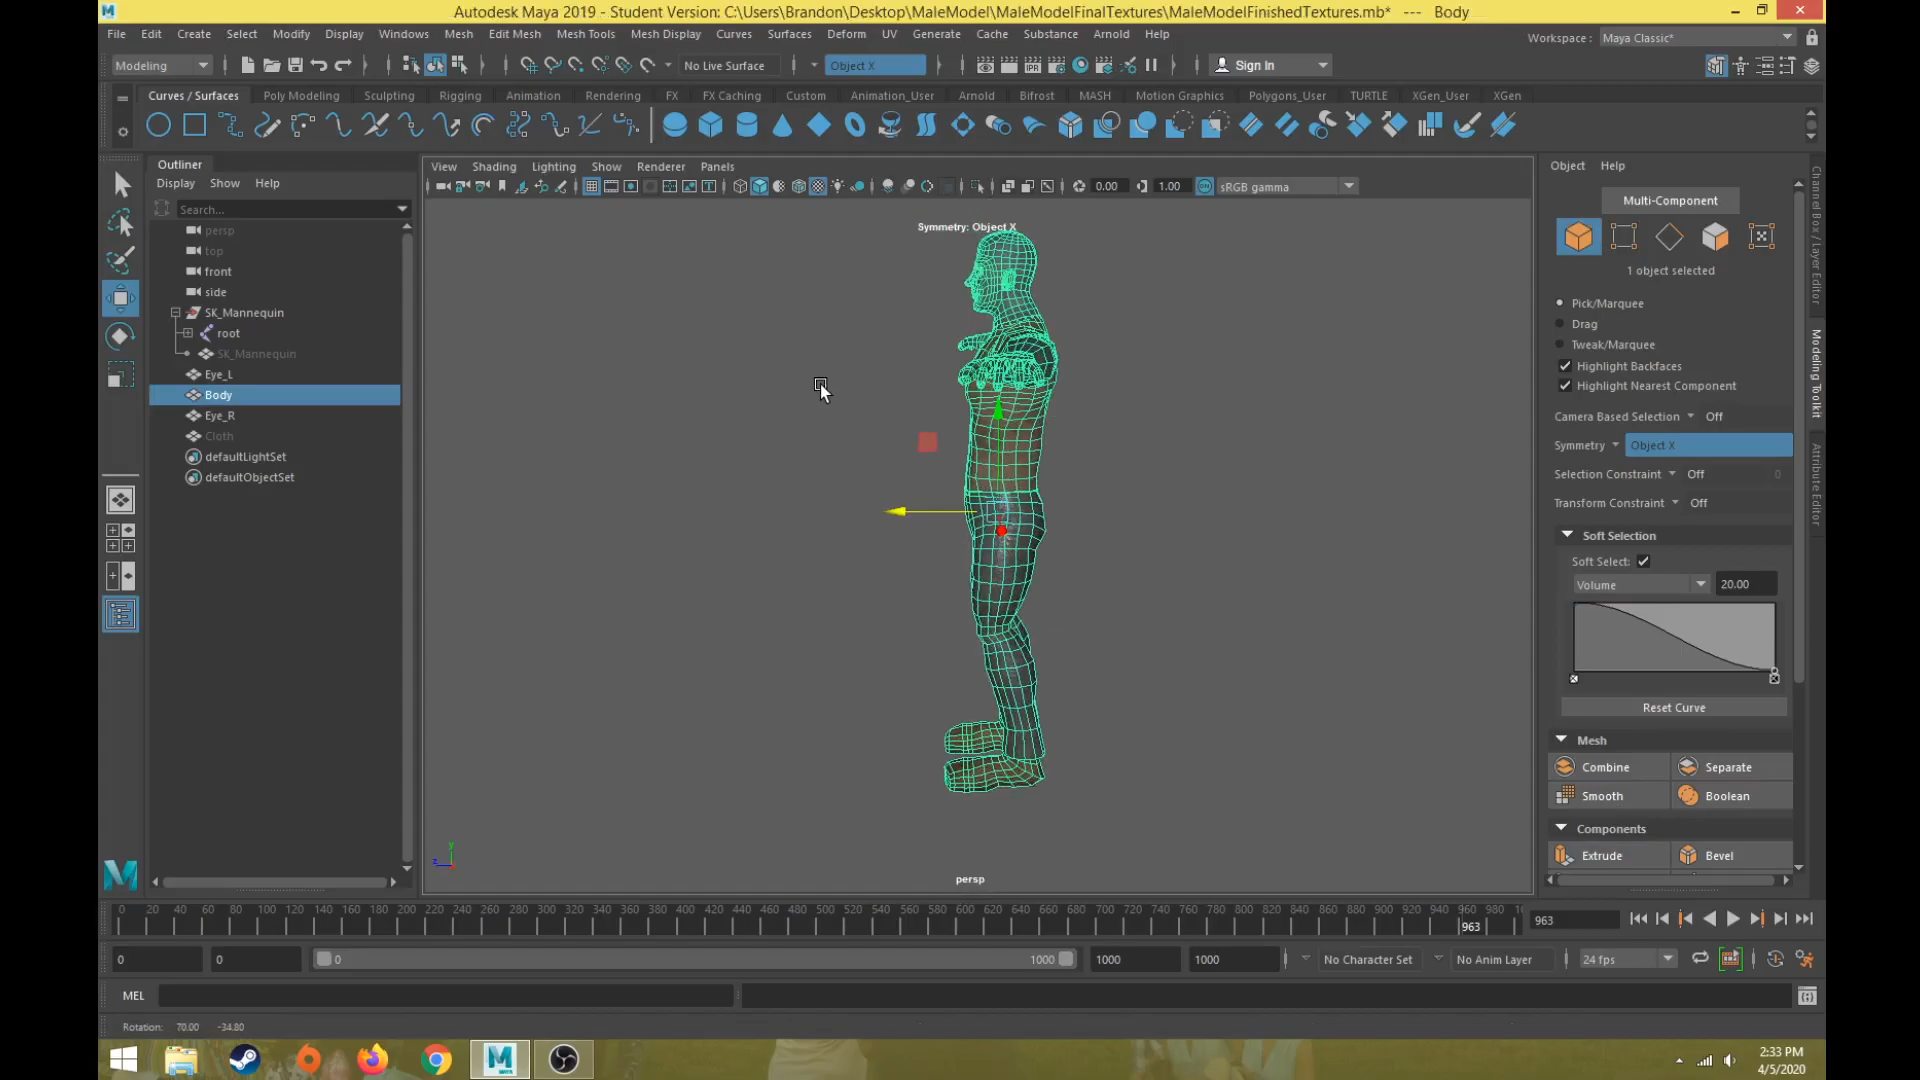 Autodesk Maya 2019 - Student Version: C:\Users\Brandon\Desktop\MaleModel\MaleModelFinalTextures\MaleModelFinishedTextures.mb* --- Body
File Edit Create Select Modify Display Windows Mesh Edit Mesh Mesh Tools Mesh Display Curves Surfaces Deform UV Generate Cache Substance Arnold Help
Workspace : Maya Classic*
Modeling No Live Surface Object X Sign In
Curves / Surfaces Poly Modeling Sculpting Rigging Animation Rendering FX FX Caching Custom Animation_User Arnold Bifrost MASH Motion Graphics Polygons_User TURTLE XGen_User XGen
Outliner
Display Show Help
Search...
persp
top
front
side
SK_Mannequin
root
SK_Mannequin
Eye_L
Body
Eye_R
Cloth
defaultLightSet
defaultObjectSet
View Shading Lighting Show Renderer Panels
0.00 1.00 sRGB gamma
Symmetry: Object X
y
z
persp
Object Help
Multi-Component
1 object selected
Pick/Marquee
Drag
Tweak/Marquee
Highlight Backfaces
Highlight Nearest Component
Camera Based Selection Off
Symmetry Object X
Selection Constraint Off 0
Transform Constraint Off
Soft Selection
Soft Select:
Volume 20.00
Reset Curve
Mesh
Combine Separate
Smooth Boolean
Components
Extrude Bevel
Channel Box / Layer Editor
Modeling Toolkit
Attribute Editor
0 20 40 60 80 100 120 140 160 180 200 220 240 260 280 300 320 340 360 380 400 420 440 460 480 500 520 540 560 580 600 620 640 660 680 700 720 740 760 780 800 820 840 860 880 900 920 940 960 980
963
963
0 0 0 1000 1000 1000 No Character Set No Anim Layer 24 fps
MEL
Rotation: 70.00 -34.80
2:33 PM
4/5/2020